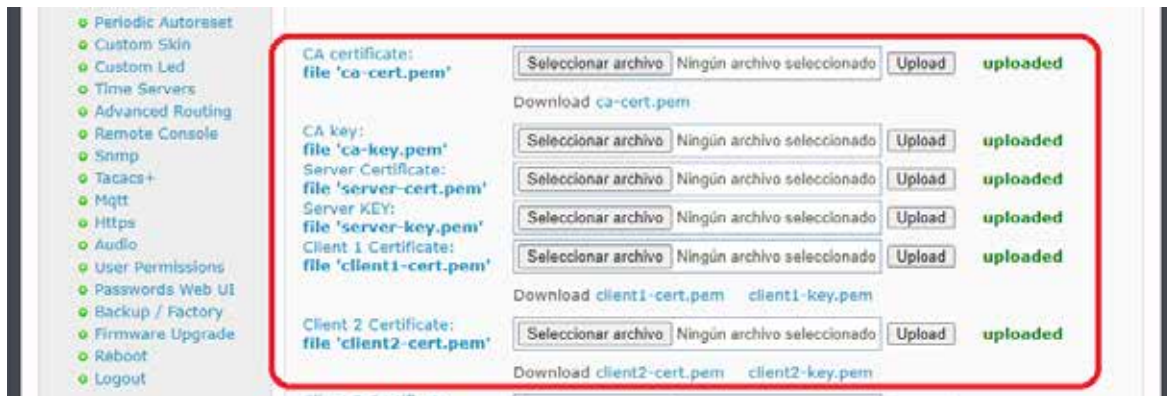 Periodic Autoreset
Custom Skin
Custom Led
Time Servers
Advanced Routing
Remote Console
Snmp
Tacacs+
Mqtt
Https
Audio
User Permissions
Passwords Web UI
Backup / Factory
Firmware Upgrade
Reboot
Logout
CA certificate:
file 'ca-cert.pem' Seleccionar archivo Ningún archivo seleccionado Upload uploaded
Download ca-cert.pem
CA key:
file 'ca-key.pem' Seleccionar archivo Ningún archivo seleccionado Upload uploaded
Server Certificate:
file 'server-cert.pem' Seleccionar archivo Ningún archivo seleccionado Upload uploaded
Server KEY:
file 'server-key.pem' Seleccionar archivo Ningún archivo seleccionado Upload uploaded
Client 1 Certificate:
file 'client1-cert.pem' Seleccionar archivo Ningún archivo seleccionado Upload uploaded
Download client1-cert.pem client1-key.pem
Client 2 Certificate:
file 'client2-cert.pem' Seleccionar archivo Ningún archivo seleccionado Upload uploaded
Download client2-cert.pem client2-key.pem